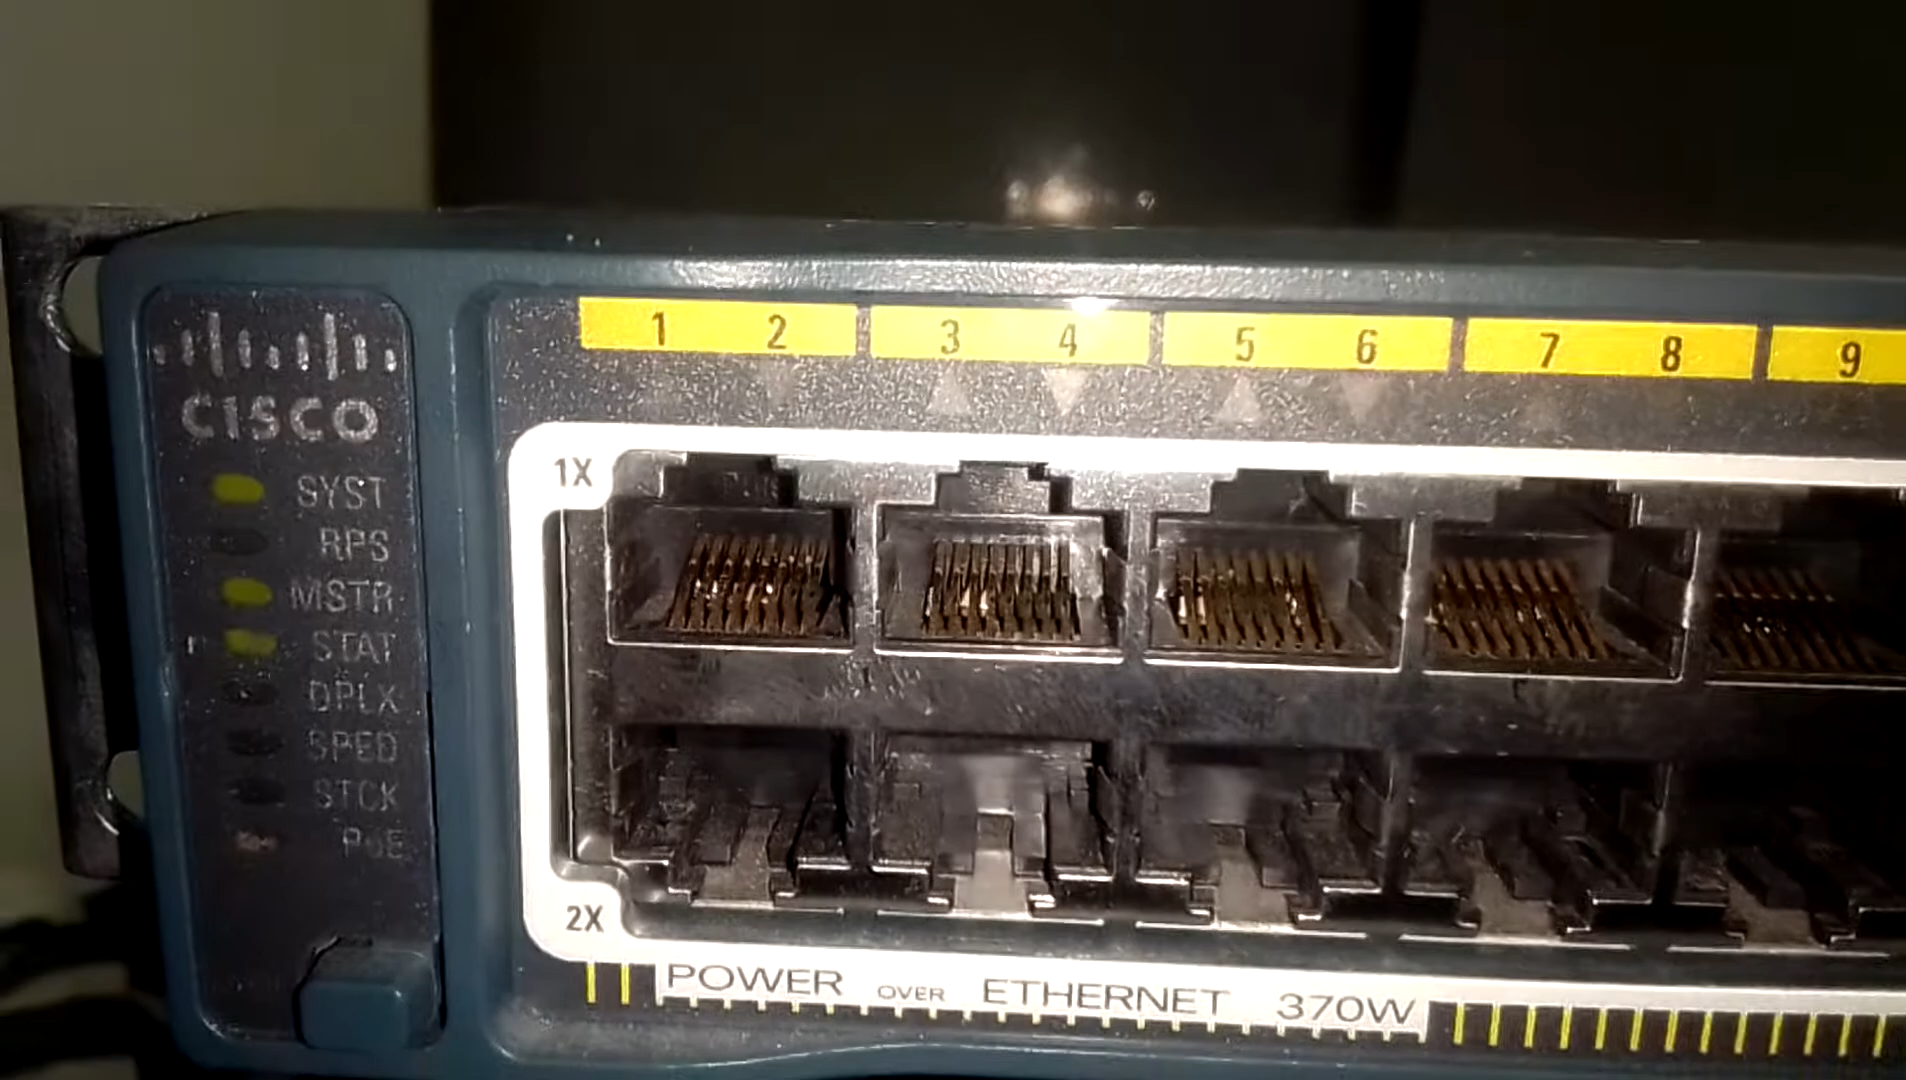 CISCO
SYST
RPS
MSTR
STAT
DPLX
SPED
STCK
PoE
1 2 3 4 5 6 7 8 9
1X
2X
POWER OVER ETHERNET 370W